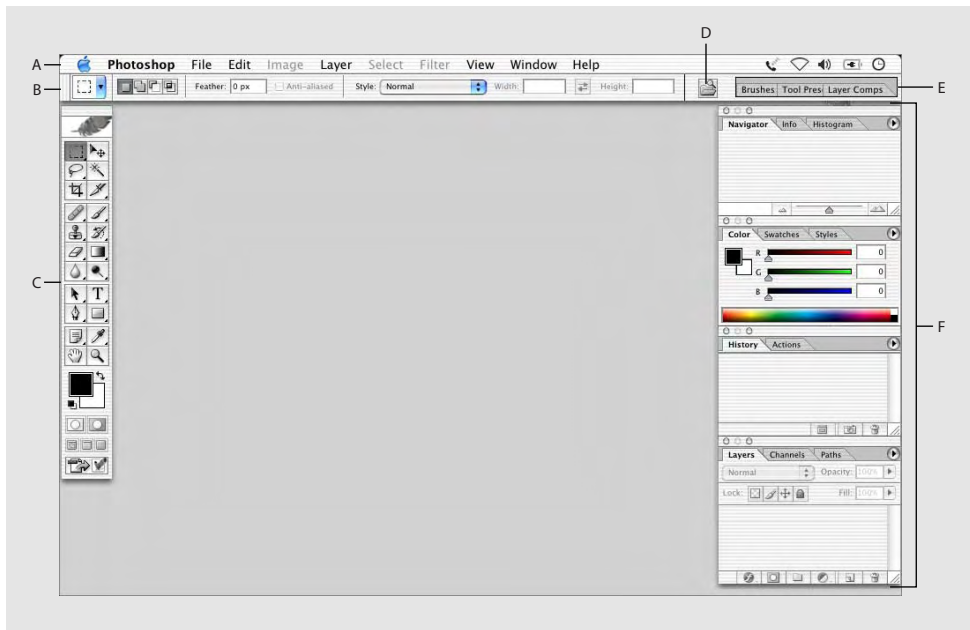 D
A
Photoshop File Edit Image Layer Select Filter View Window Help
B
Feather: 0 px Anti-aliased Style: Normal Width: Height:
Brushes Tool Pres Layer Comps
E
Navigator Info Histogram
Color Swatches Styles
R 0
G 0
B 0
C
T
F
History Actions
Layers Channels Paths
Normal Opacity: 100%
Lock: Fill: 100%